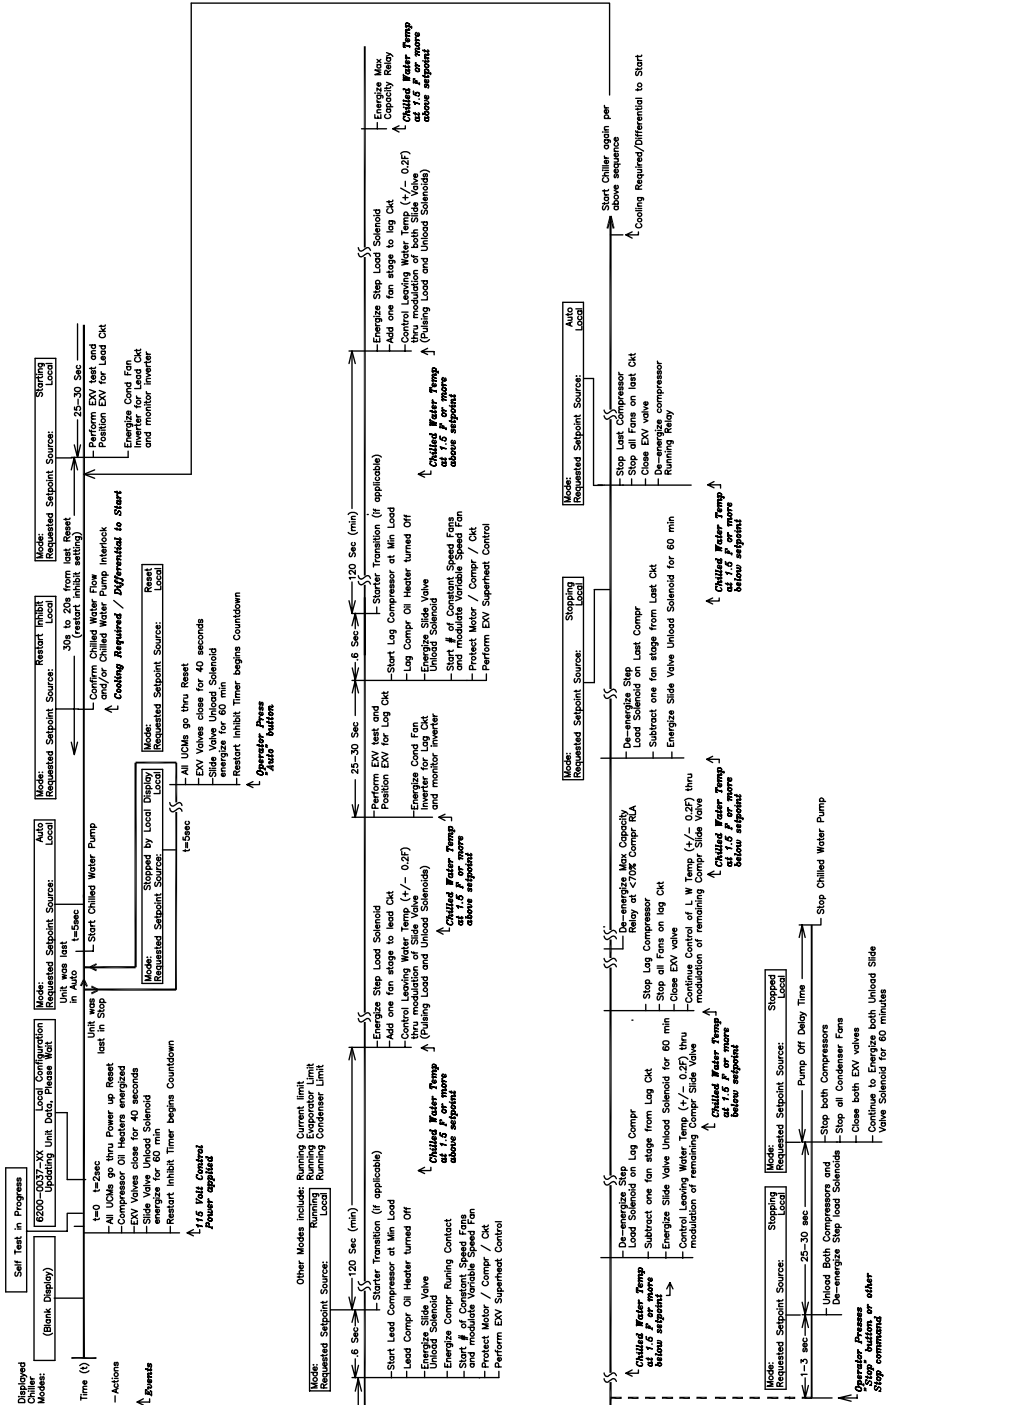 Displayed
Chiller
Modes:
Self Test in Progress
(Blank Display)
6200-0037-XX Local Configuration
Updating Unit Data, Please Wait
Mode: Auto
Requested Setpoint Source: Local
Mode: Restart Inhibit
Requested Setpoint Source: Local
Mode: Starting
Requested Setpoint Source: Local
Time (t)
t=0
t=2sec
Unit was last
in Auto
t=5sec
Start Chilled Water Pump
30s to 20s from last Reset
(restart inhibit setting)
25-30 Sec
Actions
Events
All UCMs go thru Power up Reset
Compressor Oil Heaters energized
EXV Valves close for 40 seconds
Slide Valve Unload Solenoid
energize for 60 min
Restart Inhibit Timer begins Countdown
115 Volt Control
Power applied
Unit was
last in Stop
Confirm Chilled Water Flow
and/or Chilled Water Pump Interlock
Cooling Required / Differential to Start
Perform EXV test and
Position EXV for Lead Ckt
Energize Cond Fan
Inverter for Lead Ckt
and monitor inverter
Mode: Stopped by Local Display
Requested Setpoint Source: Local
Mode: Reset
Requested Setpoint Source: Local
t=5sec
All UCMs go thru Reset
EXV Valves close for 40 seconds
Slide Valve Unload Solenoid
energize for 60 min
Restart Inhibit Timer begins Countdown
Operator Press
"Auto" button
Other Modes include: Running Current limit
Running Evaporator Limit
Running Condenser Limit
Mode: Running
Requested Setpoint Source: Local
.6 Sec
120 Sec (min)
Starter Transition (if applicable)
Start Lead Compressor at Min Load
Lead Compr Oil Heater turned Off
Energize Slide Valve
Unload Solenoid
Energize Compr Runing Contact
Start # of Constant Speed Fans
and modulate Variable Speed Fan
Protect Motor / Compr / Ckt
Perform EXV Superheat Control
Chilled Water Temp
at 1.5 F or more
above setpoint
Energize Step Load Solenoid
Add one fan stage to lead Ckt
Control Leaving Water Temp (+/- 0.2F)
thru modulation of Slide Valve
(Pulsing Load and Unload Solenoids)
Chilled Water Temp
at 1.5 F or more
above setpoint
25-30 Sec
Perform EXV test and
Position EXV for Lag Ckt
Energize Cond Fan
Inverter for Lag Ckt
and monitor inverter
.6 Sec
120 Sec (min)
Starter Transition (if applicable)
Start Lag Compressor at Min Load
Lag Compr Oil Heater turned Off
Energize Slide Valve
Unload Solenoid
Start # of Constant Speed Fans
and modulate Variable Speed Fan
Protect Motor / Compr / Ckt
Perform EXV Superheat Control
Chilled Water Temp
at 1.5 F or more
above setpoint
Energize Step Load Solenoid
Add one fan stage to lag Ckt
Control Leaving Water Temp (+/- 0.2F)
thru modulation of both Slide Valve
(Pulsing Load and Unload Solenoids)
Energize Max
Capacity Relay
Chilled Water Temp
at 1.5 F or more
above setpoint
Chilled Water Temp
at 1.5 F or more
below setpoint
De-energize Step
Load Solenoid on Lag Compr
Subtract one fan stage from Lag Ckt
Energize Slide Valve Unload Solenoid for 60 min
Control Leaving Water Temp (+/- 0.2F) thru
modulation of remaining Compr Slide Valve
Chilled Water Temp
at 1.5 F or more
below setpoint
De-energize Max Capacity
Relay at <70% Compr RLA
Stop Lag Compressor
Stop all Fans on lag Ckt
Close EXV valve
Continue Control of L W Temp (+/- 0.2F) thru
modulation of remaining Compr Slide Valve
Chilled Water Temp
at 1.5 F or more
below setpoint
Mode: Stopping
Requested Setpoint Source: Local
De-energize Step
Load Solenoid on Last Compr
Subtract one fan stage from Last Ckt
Energize Slide Valve Unload Solenoid for 60 min
Chilled Water Temp
at 1.5 F or more
below setpoint
Mode: Auto
Requested Setpoint Source: Local
Stop Last Compressor
Stop all Fans on last Ckt
Close EXV valve
De-energize compressor
Running Relay
Start Chiller again per
above sequence
Cooling Required/Differential to Start
Mode: Stopping
Requested Setpoint Source: Local
Mode: Stopped
Requested Setpoint Source: Local
1-3 sec
25-30 sec
Pump Off Delay Time
Stop Chilled Water Pump
Unload Both Compressors and
De-energize Step load Solenoids
Stop both Compressors
Stop all Condenser Fans
Close both EXV valves
Continue to Energize both Unload Slide
Valve Solenoid for 60 minutes
Operator Presses
"Stop" button or other
Stop command